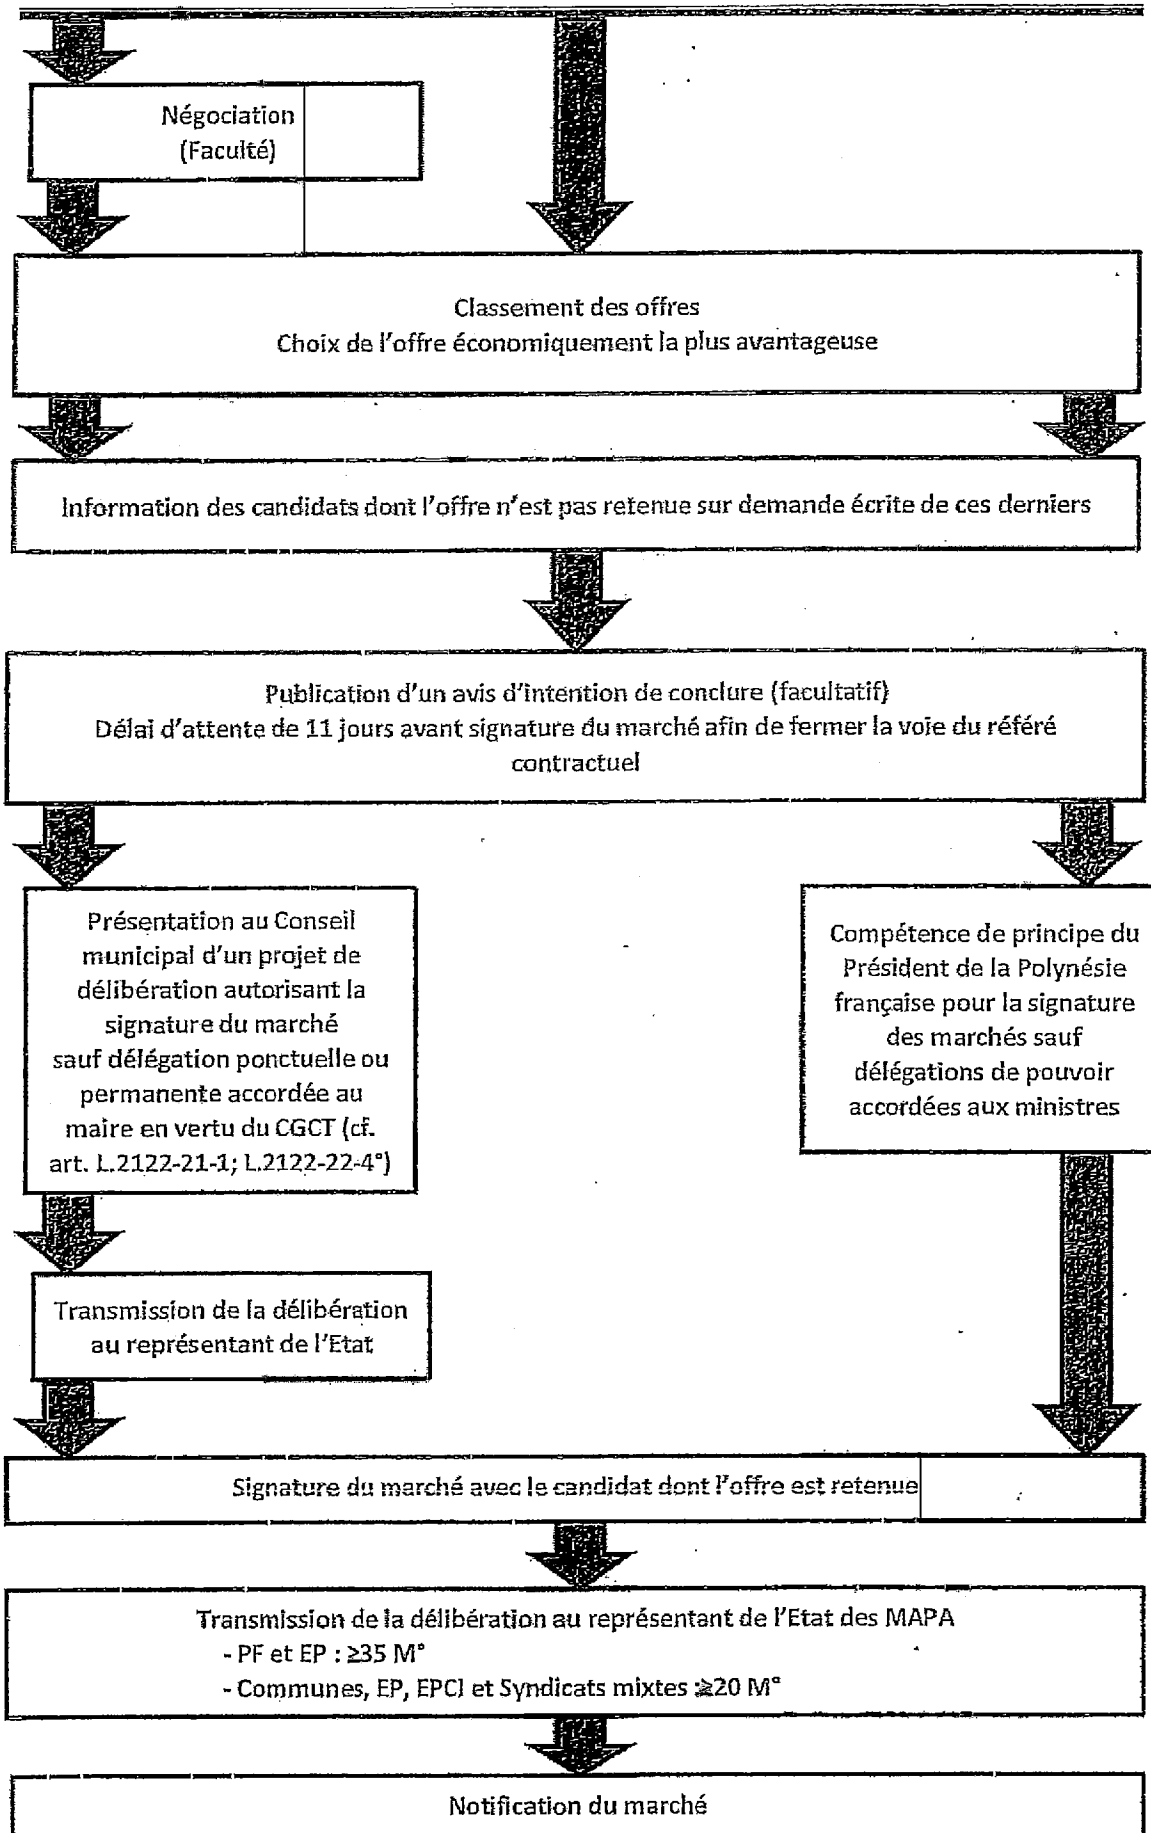 Négociation
(Faculté)
Classement des offres
Choix de l'offre économiquement la plus avantageuse
Information des candidats dont l'offre n'est pas retenue sur demande écrite de ces derniers
Publication d'un avis d'intention de conclure (facultatif)
Délai d'attente de 11 jours avant signature du marché afin de fermer la voie du référé
contractuel
Présentation au Conseil
municipal d'un projet de
délibération autorisant la
signature du marché
sauf délégation ponctuelle ou
permanente accordée au
maire en vertu du CGCT (cf.
art. L.2122-21-1; L.2122-22-4°)
Compétence de principe du
Président de la Polynésie
française pour la signature
des marchés sauf
délégations de pouvoir
accordées aux ministres
Transmission de la délibération
au représentant de l'Etat
Signature du marché avec le candidat dont l'offre est retenue
Transmission de la délibération au représentant de l'Etat des MAPA
- PF et EP : ≥35 M°
- Communes, EP, EPCI et Syndicats mixtes :≥20 M°
Notification du marché